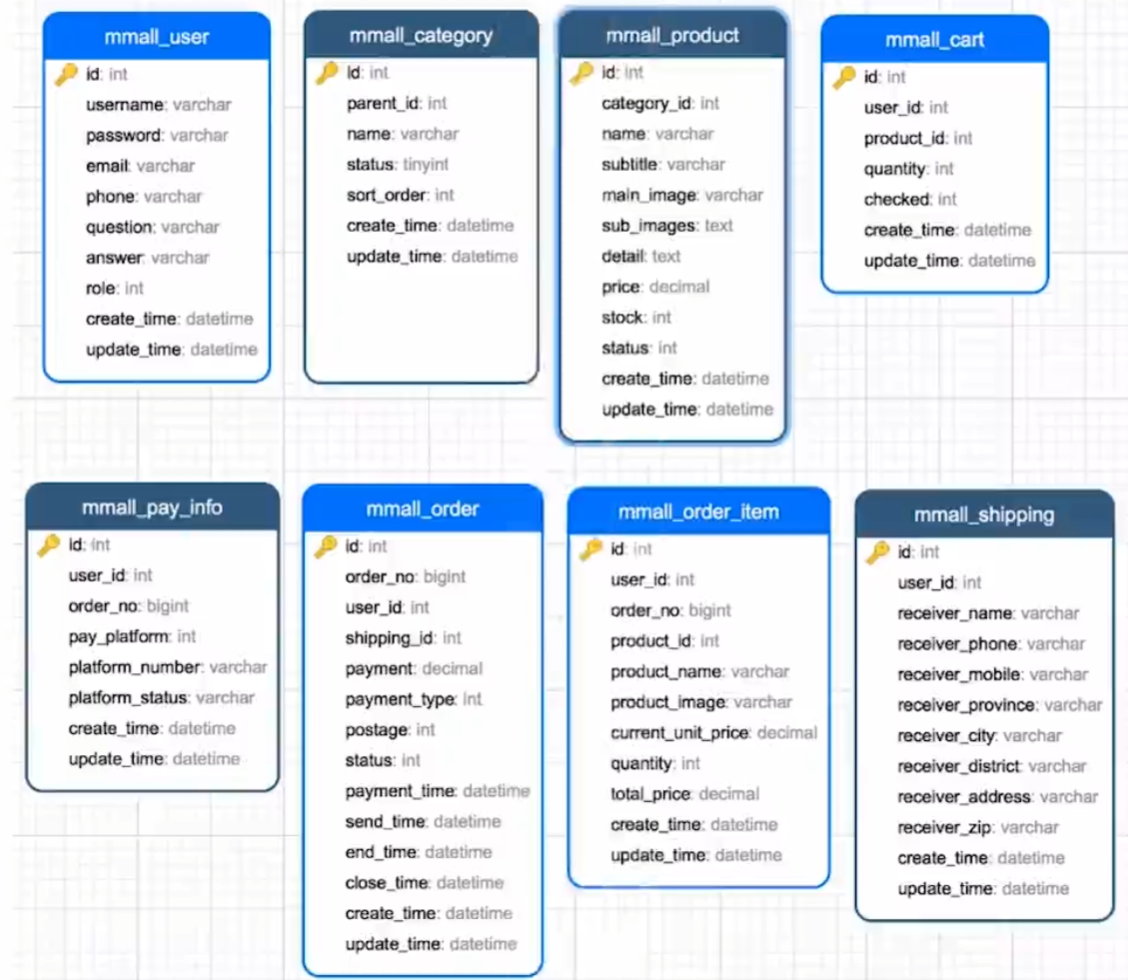 mmall_user
id: int
username: varchar
password: varchar
email: varchar
phone: varchar
question: varchar
answer: varchar
role: int
create_time: datetime
update_time: datetime
mmall_category
id: int
parent_id: int
name: varchar
status: tinyint
sort_order: int
create_time: datetime
update_time: datetime
mmall_product
id: int
category_id: int
name: varchar
subtitle: varchar
main_image: varchar
sub_images: text
detail: text
price: decimal
stock: int
status: int
create_time: datetime
update_time: datetime
mmall_cart
id: int
user_id: int
product_id: int
quantity: int
checked: int
create_time: datetime
update_time: datetime
mmall_pay_info
id: int
user_id: int
order_no: bigint
pay_platform: int
platform_number: varchar
platform_status: varchar
create_time: datetime
update_time: datetime
mmall_order
id: int
order_no: bigint
user_id: int
shipping_id: int
payment: decimal
payment_type: int
postage: int
status: int
payment_time: datetime
send_time: datetime
end_time: datetime
close_time: datetime
create_time: datetime
update_time: datetime
mmall_order_item
id: int
user_id: int
order_no: bigint
product_id: int
product_name: varchar
product_image: varchar
current_unit_price: decimal
quantity: int
total_price: decimal
create_time: datetime
update_time: datetime
mmall_shipping
id: int
user_id: int
receiver_name: varchar
receiver_phone: varchar
receiver_mobile: varchar
receiver_province: varchar
receiver_city: varchar
receiver_district: varchar
receiver_address: varchar
receiver_zip: varchar
create_time: datetime
update_time: datetime